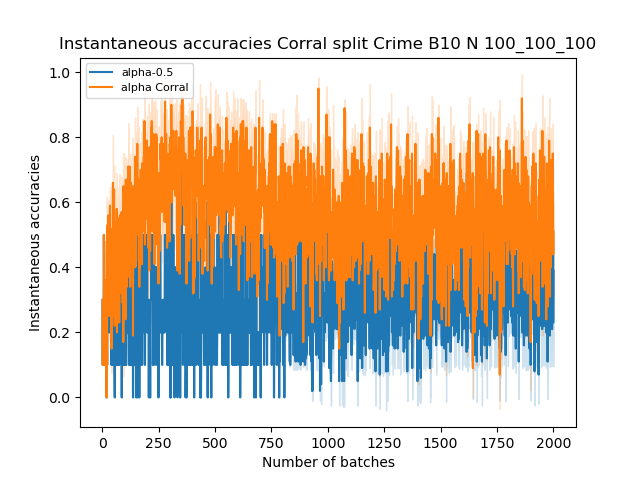 Instantaneous accuracies Corral split Crime B10 N 100_100_100
alpha-0.5
alpha Corral
1.0
0.8
0.6
0.4
0.2
0.0
Instantaneous accuracies
0 250 500 750 1000 1250 1500 1750 2000
Number of batches